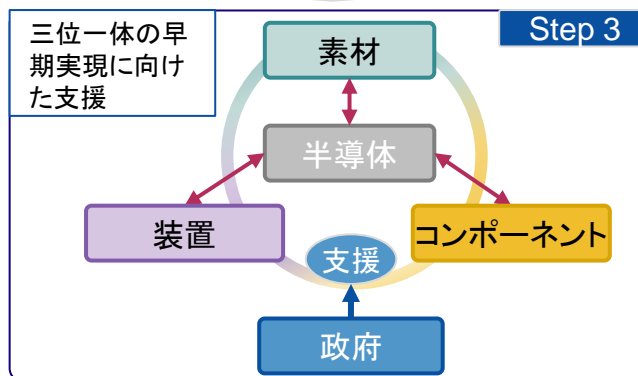 三位一体の早
期実現に向け
た支援
Step 3
素材
半導体
装置
コンポーネント
支援
政府